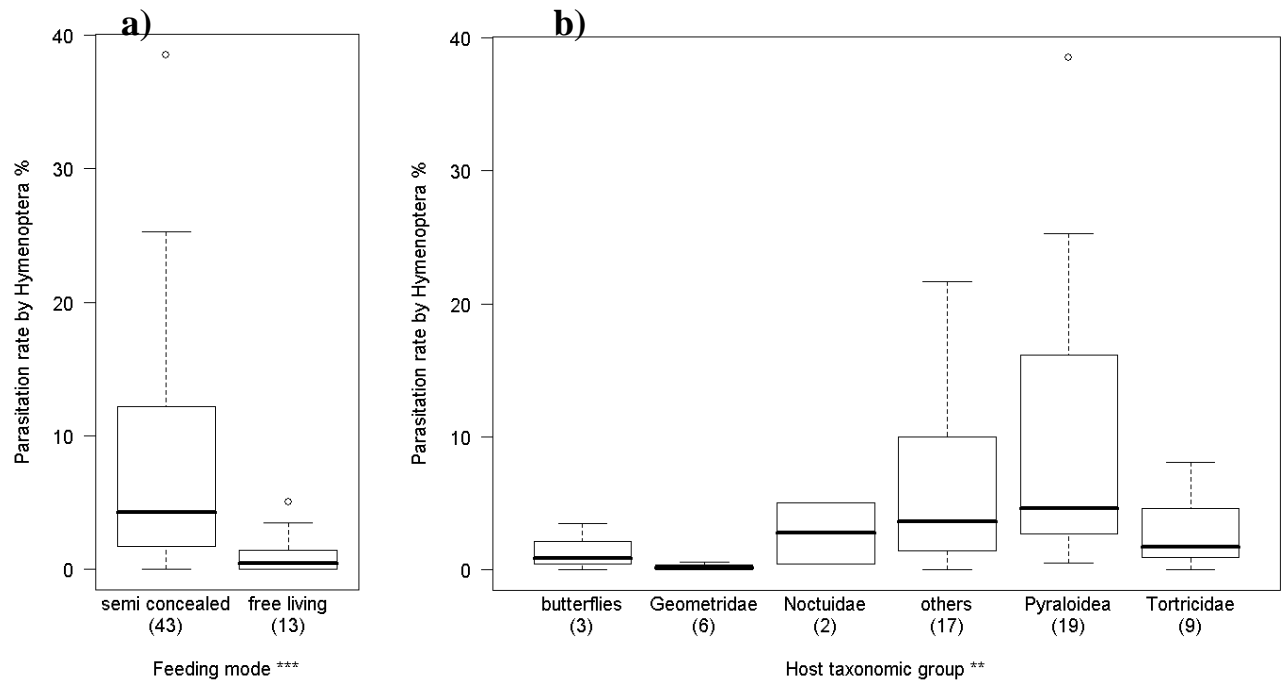 a)
Parasitation rate by Hymenoptera %
40
30
20
10
0
semi concealed free living
(43) (13)
Feeding mode ***
b)
Parasitation rate by Hymenoptera %
40
30
20
10
0
butterflies Geometridae Noctuidae others Pyraloidea Tortricidae
(3) (6) (2) (17) (19) (9)
Host taxonomic group **